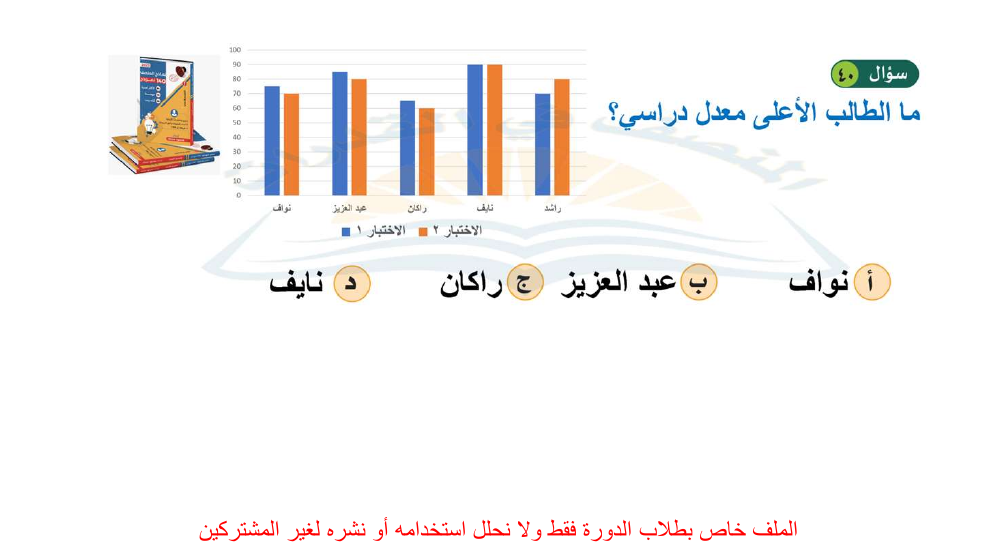 سؤال ٤٠
ما الطالب الأعلى معدل دراسي؟
100
90
80
70
60
50
40
30
20
10
0
نواف عبد العزيز راكان نايف راشد
الاختبار ١ الاختبار ٢
أ نواف ب عبد العزيز ج راكان د نايف
الملف خاص بطلاب الدورة فقط ولا نحلل استخدامه أو نشره لغير المشتركين